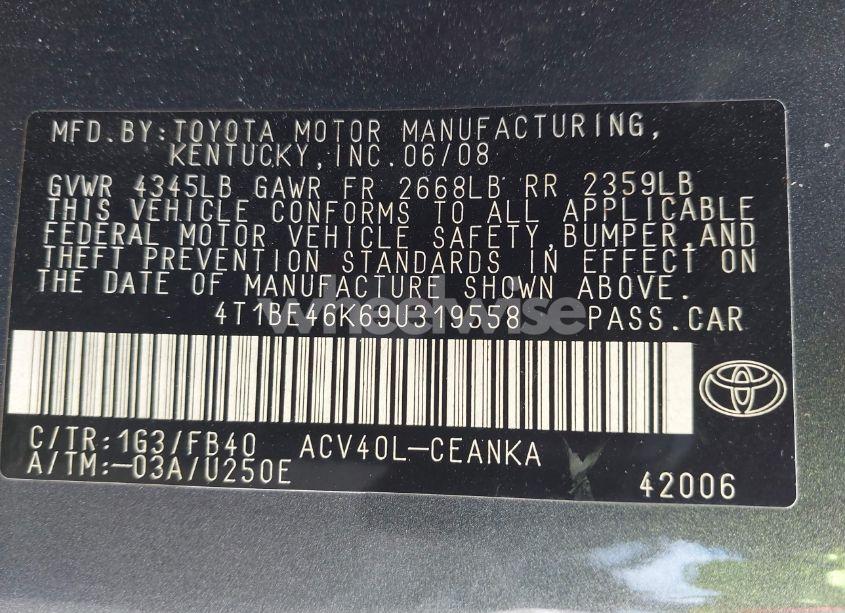 MFD.BY:TOYOTA MOTOR MANUFACTURING,
KENTUCKY,INC.06/08
GVWR 4345LB GAWR FR 2668LB RR 2359LB
THIS VEHICLE CONFORMS TO ALL APPLICABLE
FEDERAL MOTOR VEHICLE SAFETY,BUMPER,AND
THEFT PREVENTION STANDARDS IN EFFECT ON
THE DATE OF MANUFACTURE SHOWN ABOVE.
wheelwise
4T1BE46K69U319558 PASS.CAR
C/TR:1G3/FB40 ACV40L-CEANKA
A/TM:-03A/U250E 42006